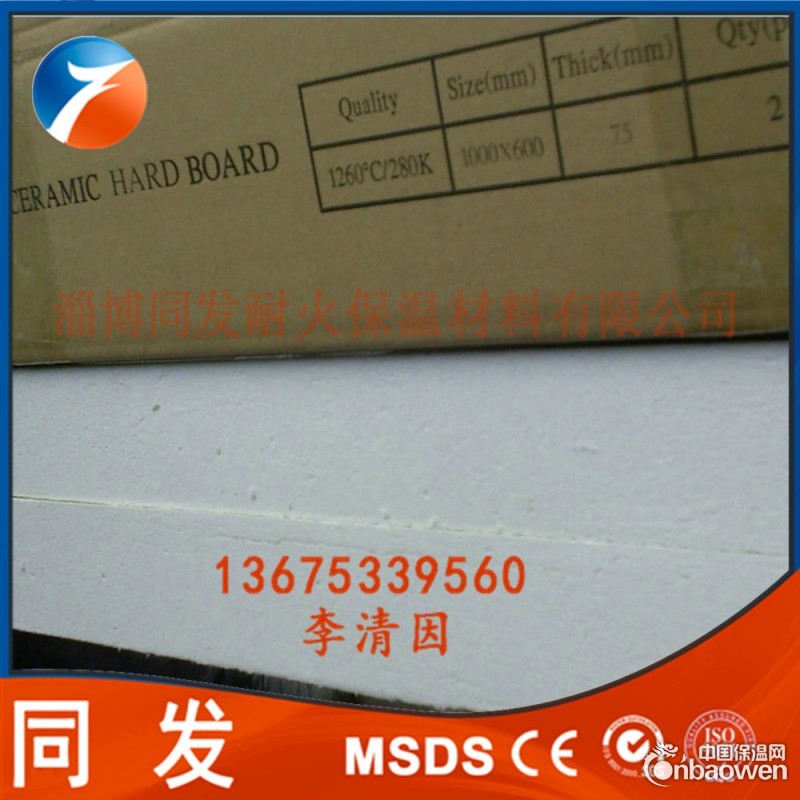 Quality Size(mm) Thick(mm) Qty(p
CERAMIC HARD BOARD 1260°C/280K 1000×600 75 2
淄博同发耐火保温材料有限公司
13675339560
李清因
同发 MSDS CE ISO
中国保温网
nbaowen